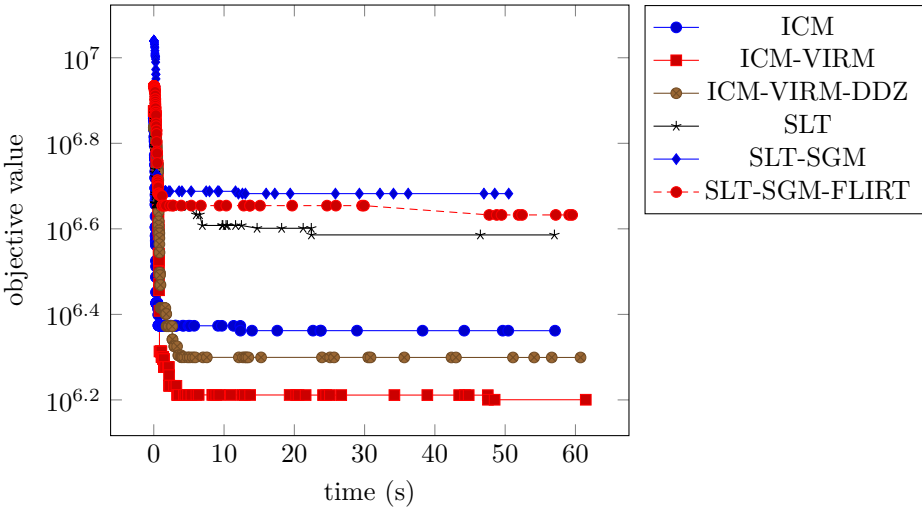 10^7
10^6.8
10^6.6
10^6.4
10^6.2
objective value
0
10
20
30
40
50
60
time (s)
ICM
ICM-VIRM
ICM-VIRM-DDZ
SLT
SLT-SGM
SLT-SGM-FLIRT